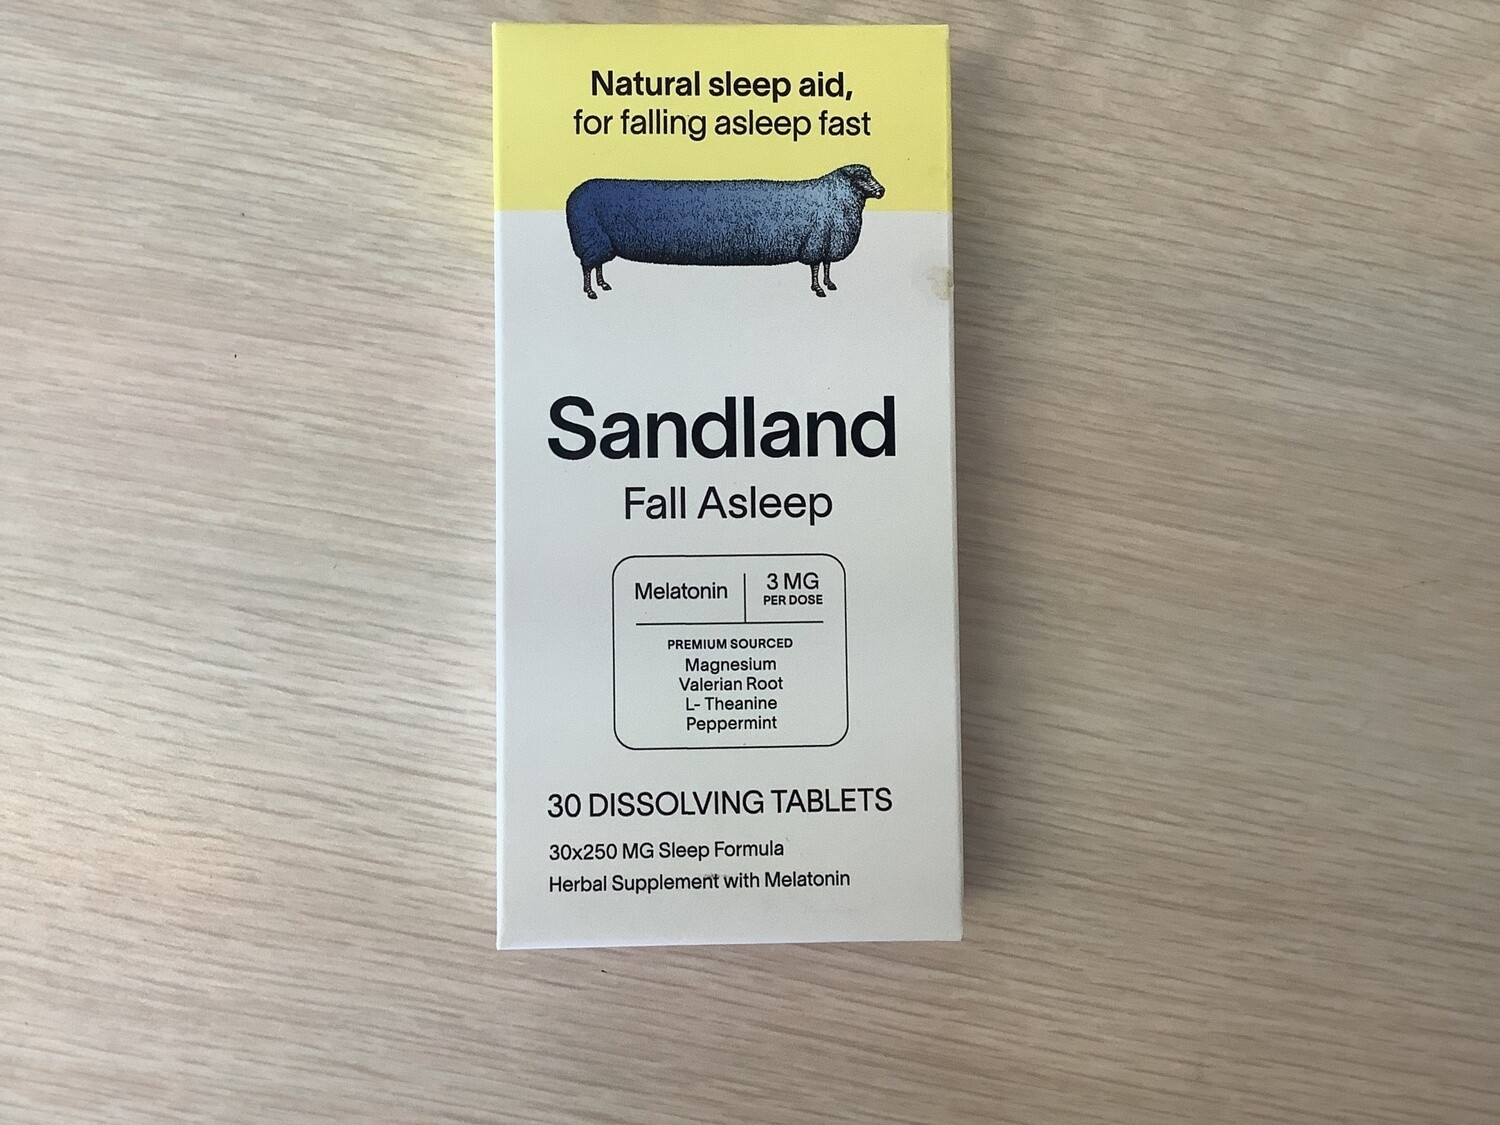 Natural sleep aid,
for falling asleep fast
Sandland
Fall Asleep
Melatonin
3 MG
PER DOSE
PREMIUM SOURCED
Magnesium
Valerian Root
L- Theanine
Peppermint
30 DISSOLVING TABLETS
30x250 MG Sleep Formula
Herbal Supplement with Melatonin